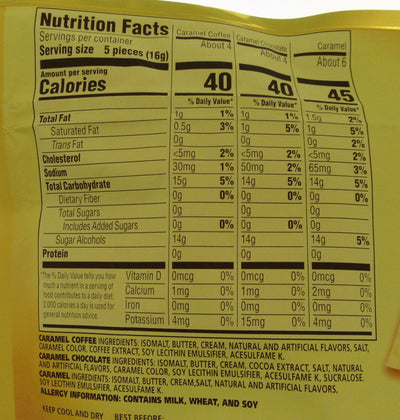 Nutrition Facts Caramel Coffee Caramel Chocolate Caramel
Servings per container About 4 About 4 About 6
Serving size 5 pieces (16g)
Amount per serving
Calories 40 40 45
% Daily Value* % Daily Value* % Daily Value*
Total Fat 1g 1% 1g 1% 1.5g 2%
Saturated Fat 0.5g 3% 1g 5% 1g 5%
Trans Fat 0g 0g 0g 2%
Cholesterol <5mg 2% <5mg 2% <5mg 2%
Sodium 30mg 1% 50mg 2% 65mg 3%
Total Carbohydrate 15g 5% 14g 5% 14g 5%
Dietary Fiber 0g 0% 0g 0% 0g 0%
Total Sugars 0g 0g 0g
Includes Added Sugars 0g 0% 0g 0% 0g
Sugar Alcohols 14g 14g 14g 5%
Protein 0g 0g 0g
*The % Daily Value tells you how Vitamin D 0mcg 0% 0mcg 0% 0mcg 0%
much a nutrient in a serving of Calcium 1mg 0% 1mg 0% 2mg 0%
food contributes to a daily diet. Iron 0mg 0% 0mg 0% 0mg 0%
2,000 calories a day is used for
general nutrition advice. Potassium 4mg 0% 15mg 0% 4mg 0%
CARAMEL COFFEE INGREDIENTS: ISOMALT, BUTTER, CREAM, NATURAL AND ARTIFICIAL FLAVORS, SALT,
CARAMEL COLOR, COFFEE EXTRACT, SOY LECITHIN EMULSIFIER, ACESULFAME K.
CARAMEL CHOCOLATE INGREDIENTS: ISOMALT, BUTTER, CREAM, COCOA EXTRACT, SALT, NATURAL
AND ARTIFICIAL FLAVORS, CARAMEL COLOR, SOY LECITHIN EMULSIFIER, ACESULFAME K, SUCRALOSE.
CARAMEL INGREDIENTS: ISOMALT, BUTTER, CREAM,SALT, NATURAL AND ARTIFICIAL FLAVORS,
SOY LECITHIN EMULSIFIER, ACESULFAME K.
ALLERGY INFORMATION: CONTAINS MILK, WHEAT, AND SOY
KEEP COOL AND DRY BEST BEFORE: